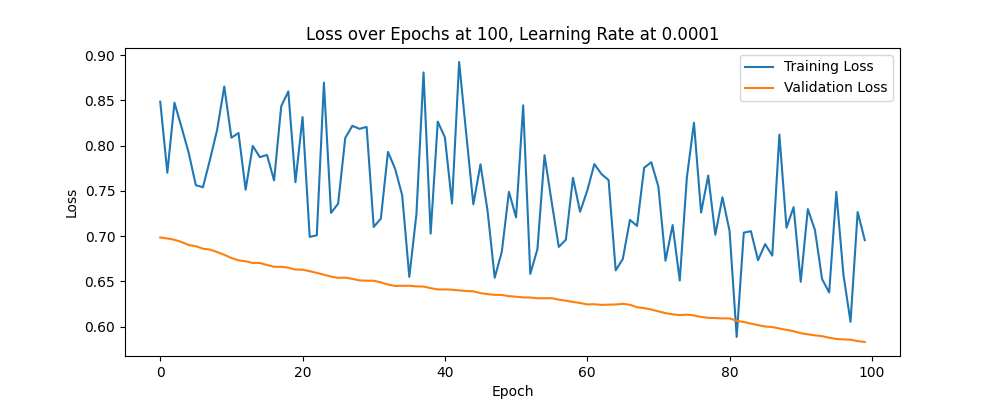 Loss over Epochs at 100, Learning Rate at 0.0001
0.90
0.85
0.80
0.75
0.70
0.65
0.60
Loss
Training Loss
Validation Loss
0
20
40
60
80
100
Epoch